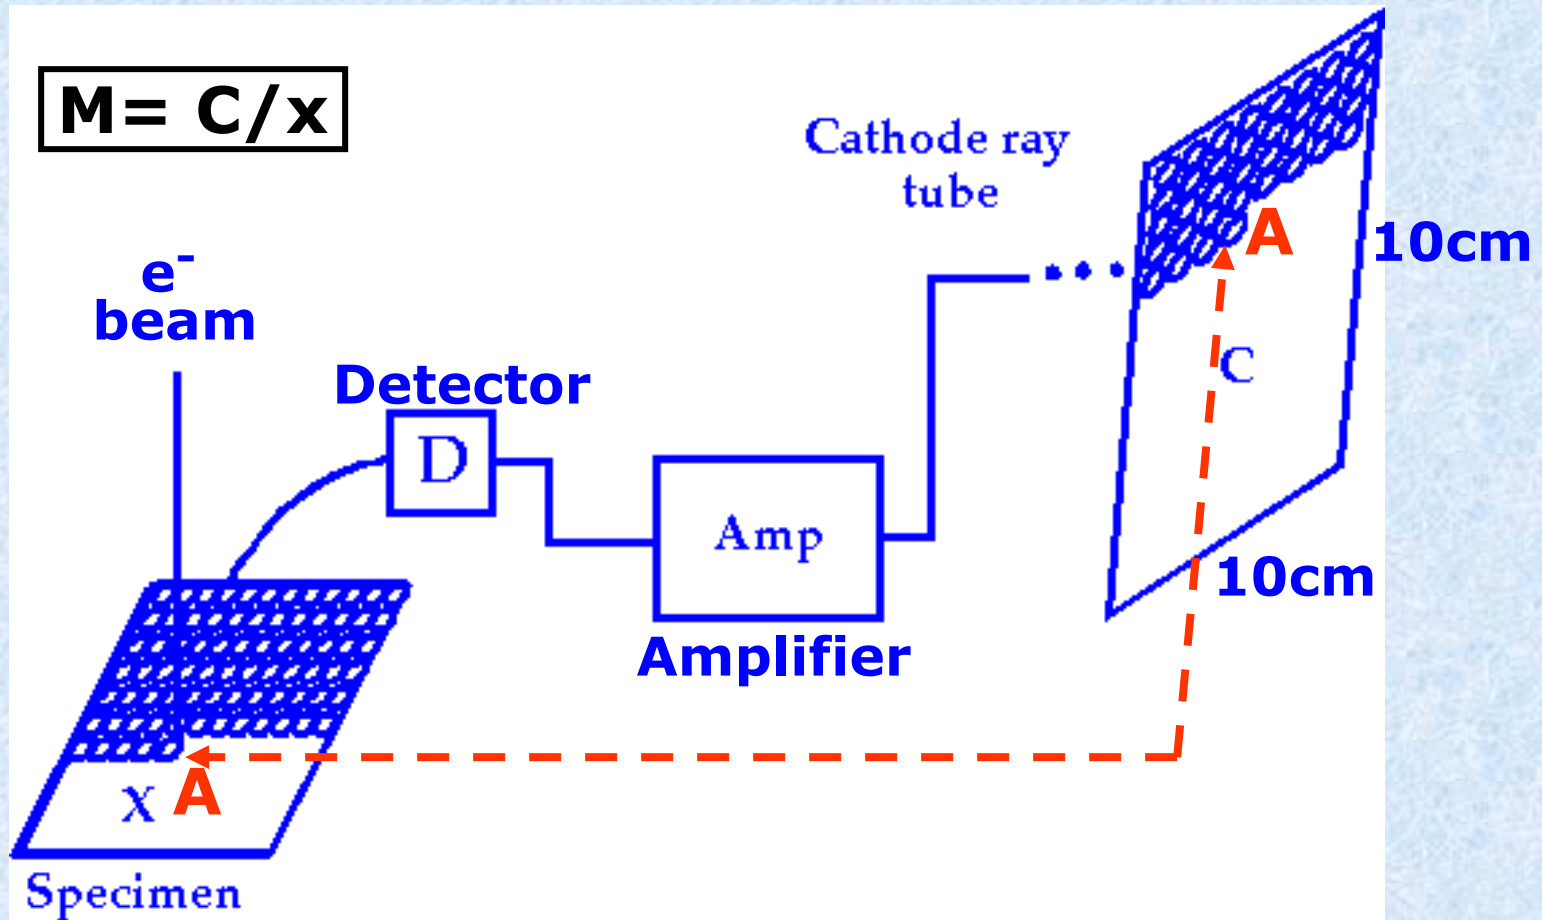 M= C/x
Cathode ray
tube
A
10cm
e-
beam
C
Detector
D
Amp
10cm
Amplifier
X
A
Specimen